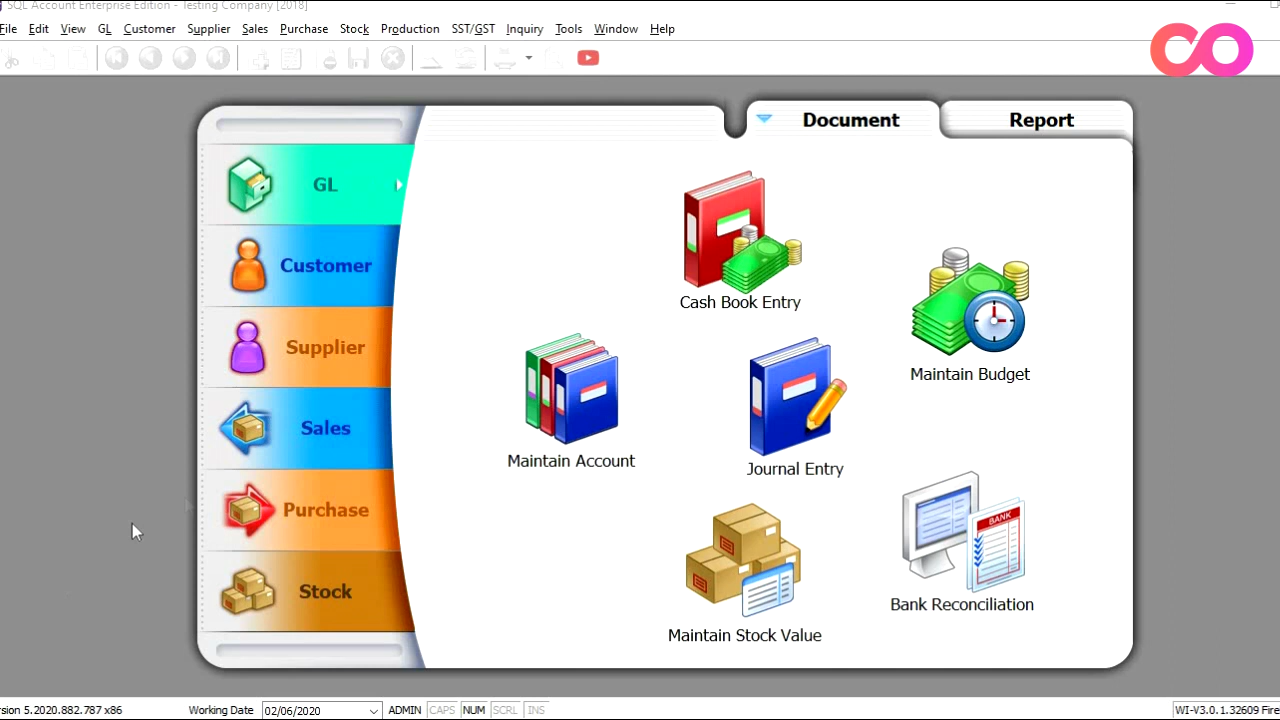 SQL Account Enterprise Edition - Testing Company [2018]
File Edit View GL Customer Supplier Sales Purchase Stock Production SST/GST Inquiry Tools Window Help
CO
Document Report
GL
Customer
Supplier
Sales
Purchase
Stock
Cash Book Entry
Maintain Budget
Maintain Account
Journal Entry
BANK
Bank Reconciliation
Maintain Stock Value
rsion 5.2020.882.787 x86 Working Date 02/06/2020 ADMIN CAPS NUM SCRL INS WI-V3.0.1.32609 Fire